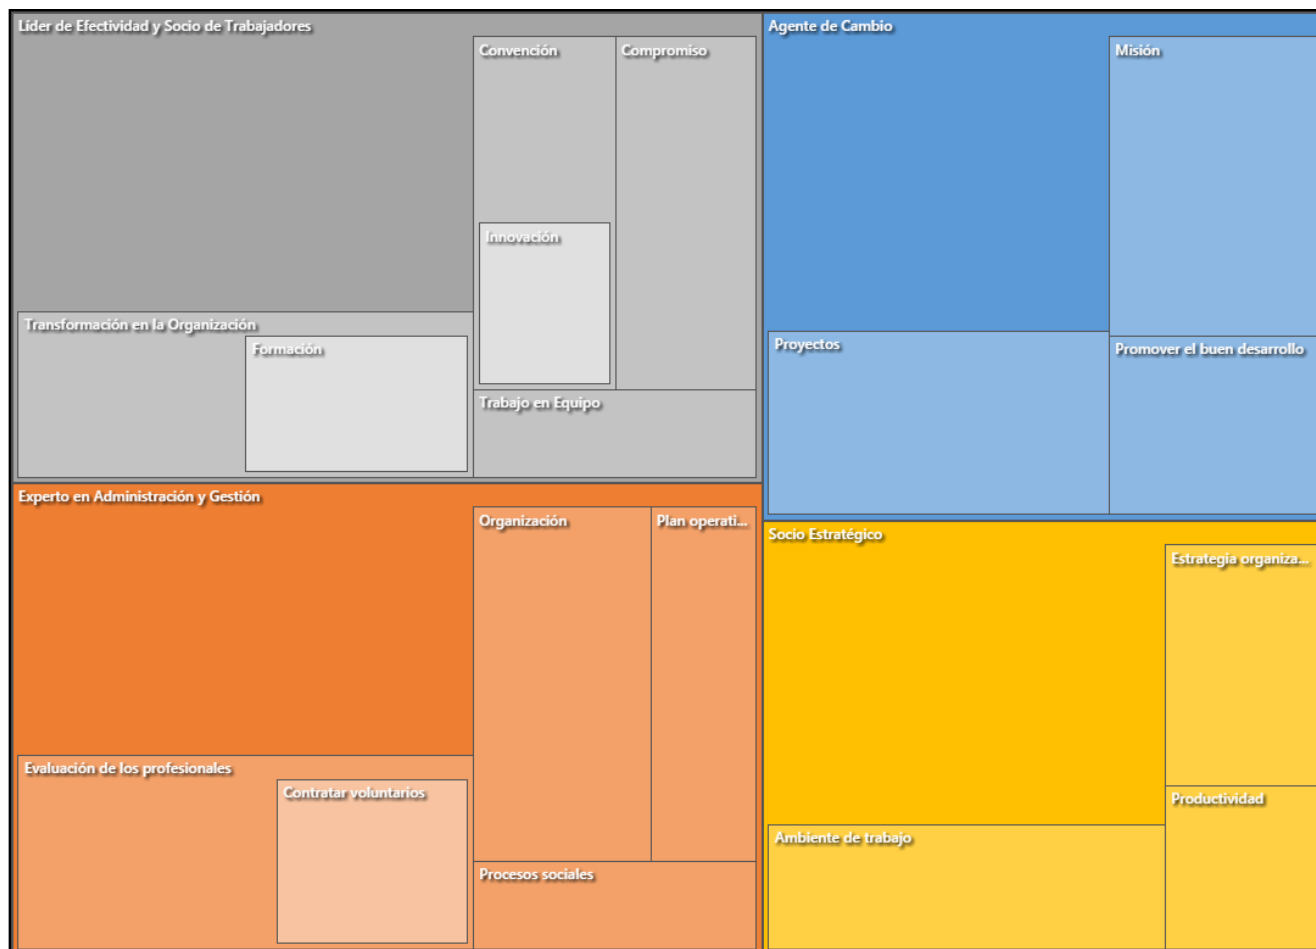 Líder de Efectividad y Socio de Trabajadores
Convención
Compromiso
Innovación
Transformación en la Organización
Formación
Trabajo en Equipo
Agente de Cambio
Misión
Proyectos
Promover el buen desarrollo
Experto en Administración y Gestión
Organización
Plan operati...
Evaluación de los profesionales
Contratar voluntarios
Procesos sociales
Socio Estratégico
Estrategia organiza...
Productividad
Ambiente de trabajo